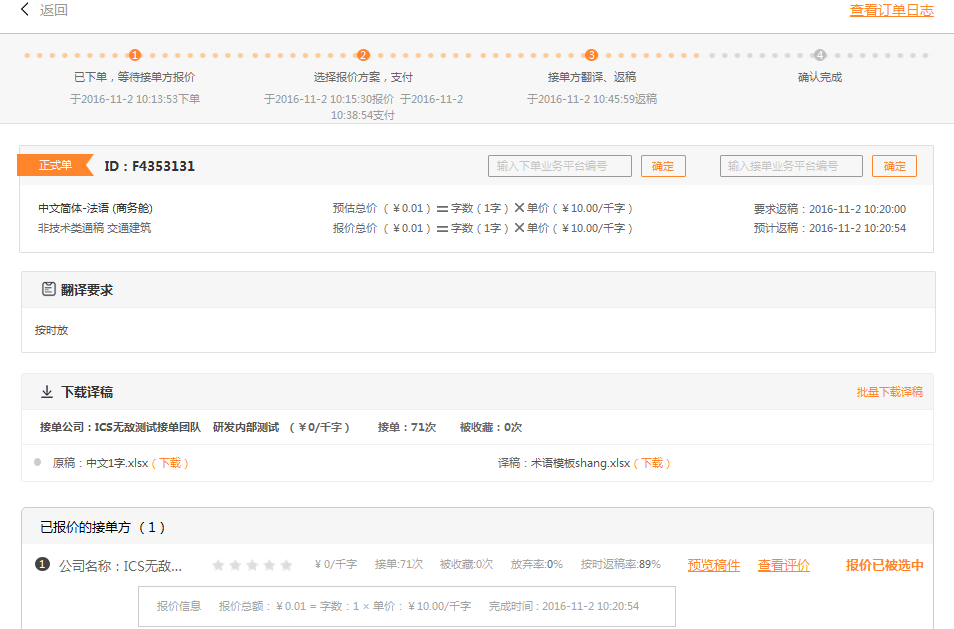 返回
查看订单日志
1 2 3 4
已下单，等待接单方报价
选择报价方案，支付
接单方翻译、返稿
确认完成
于2016-11-2 10:13:53下单
于2016-11-2 10:15:30报价 于2016-11-2
10:38:54支付
于2016-11-2 10:45:59返稿
正式单
ID：F4353131
输入下单业务平台编号 确定
输入接单业务平台编号 确定
中文简体-法语 (商务舱)
预估总价（￥0.01）＝字数（1字）×单价（￥10.00/千字）
要求返稿：2016-11-2 10:20:00
非技术类通稿 交通建筑
报价总价（￥0.01）＝字数（1字）×单价（￥10.00/千字）
预计返稿：2016-11-2 10:20:54
翻译要求
按时放
下载译稿
批量下载译稿
接单公司：ICS无敌测试接单团队 研发内部测试 （￥0/千字） 接单：71次 被收藏：0次
原稿：中文1字.xlsx（下载）
译稿：术语模板shang.xlsx（下载）
已报价的接单方 （1）
1 公司名称：ICS无敌... ￥0/千字 接单:71次 被收藏:0次 放弃率:0% 按时返稿率:89% 预览稿件 查看评价 报价已被选中
报价信息 报价总额：￥0.01 = 字数：1 × 单价：￥10.00/千字 完成时间：2016-11-2 10:20:54